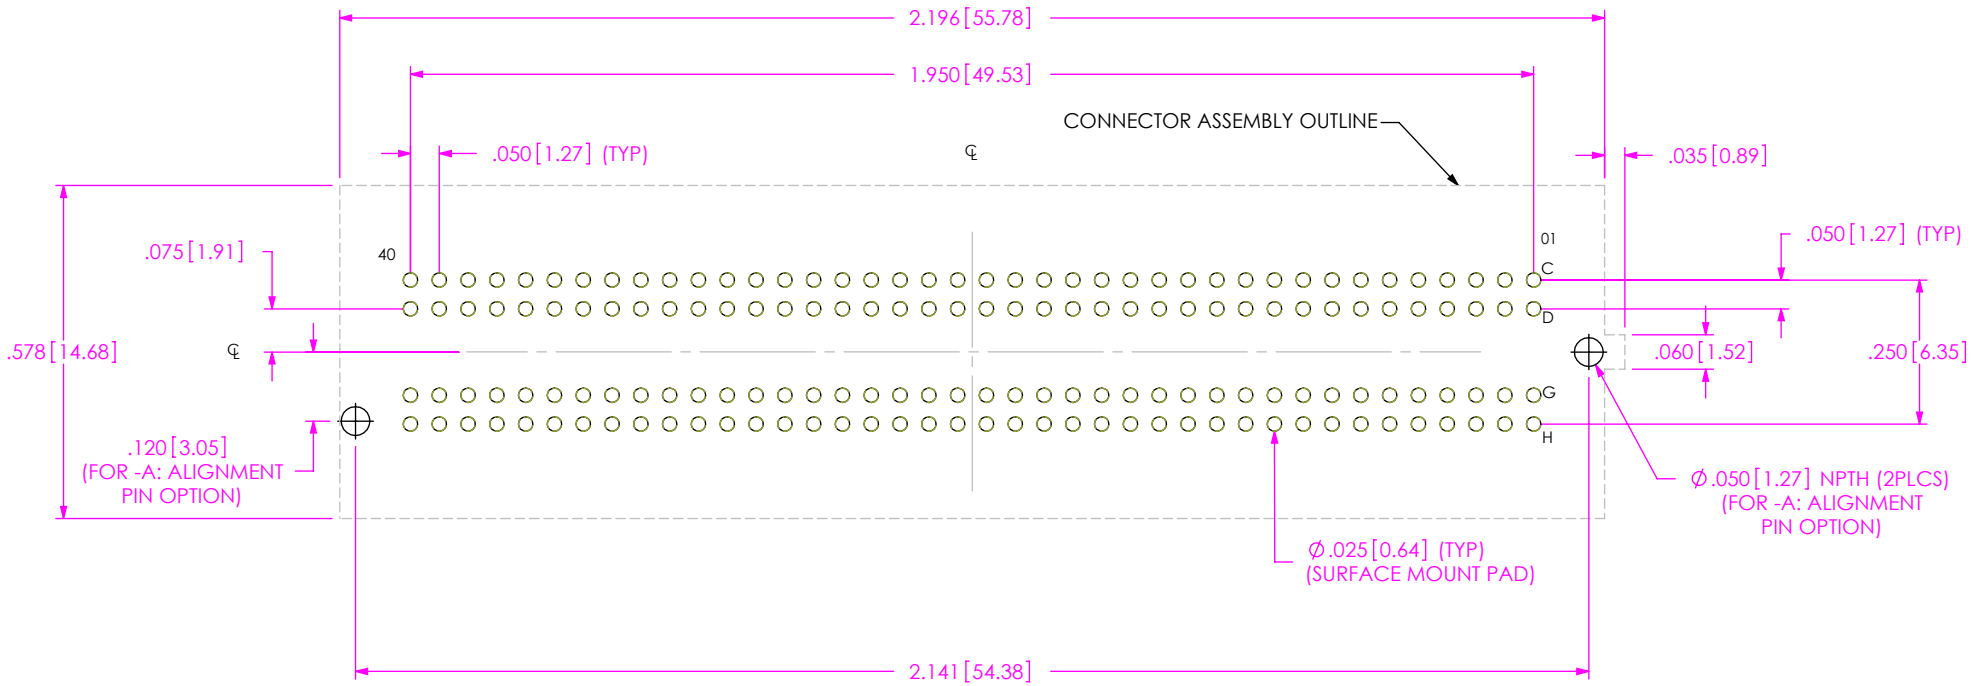 2.196[55.78]
1.950[49.53]
CONNECTOR ASSEMBLY OUTLINE
.050[1.27] (TYP)
℄
.035[0.89]
40
01
.075[1.91]
.050[1.27] (TYP)
C
D
.578[14.68]
℄
.060[1.52]
.250[6.35]
G
H
.120[3.05]
(FOR -A: ALIGNMENT
PIN OPTION)
Ø.050[1.27] NPTH (2PLCS)
(FOR -A: ALIGNMENT
PIN OPTION)
Ø.025[0.64] (TYP)
(SURFACE MOUNT PAD)
2.141[54.38]